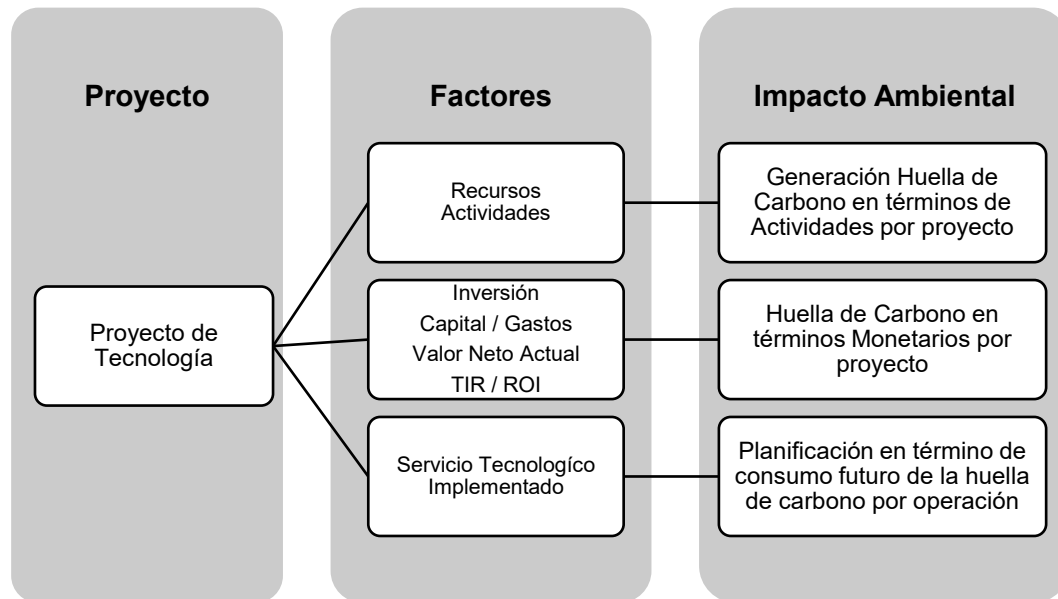 Proyecto
Factores
Impacto Ambiental
Proyecto de
Tecnología
Recursos
Actividades
Generación Huella de
Carbono en términos de
Actividades por proyecto
Inversión
Capital / Gastos
Valor Neto Actual
TIR / ROI
Huella de Carbono en
términos Monetarios por
proyecto
Servicio Tecnologíco
Implementado
Planificación en término de
consumo futuro de la huella
de carbono por operación